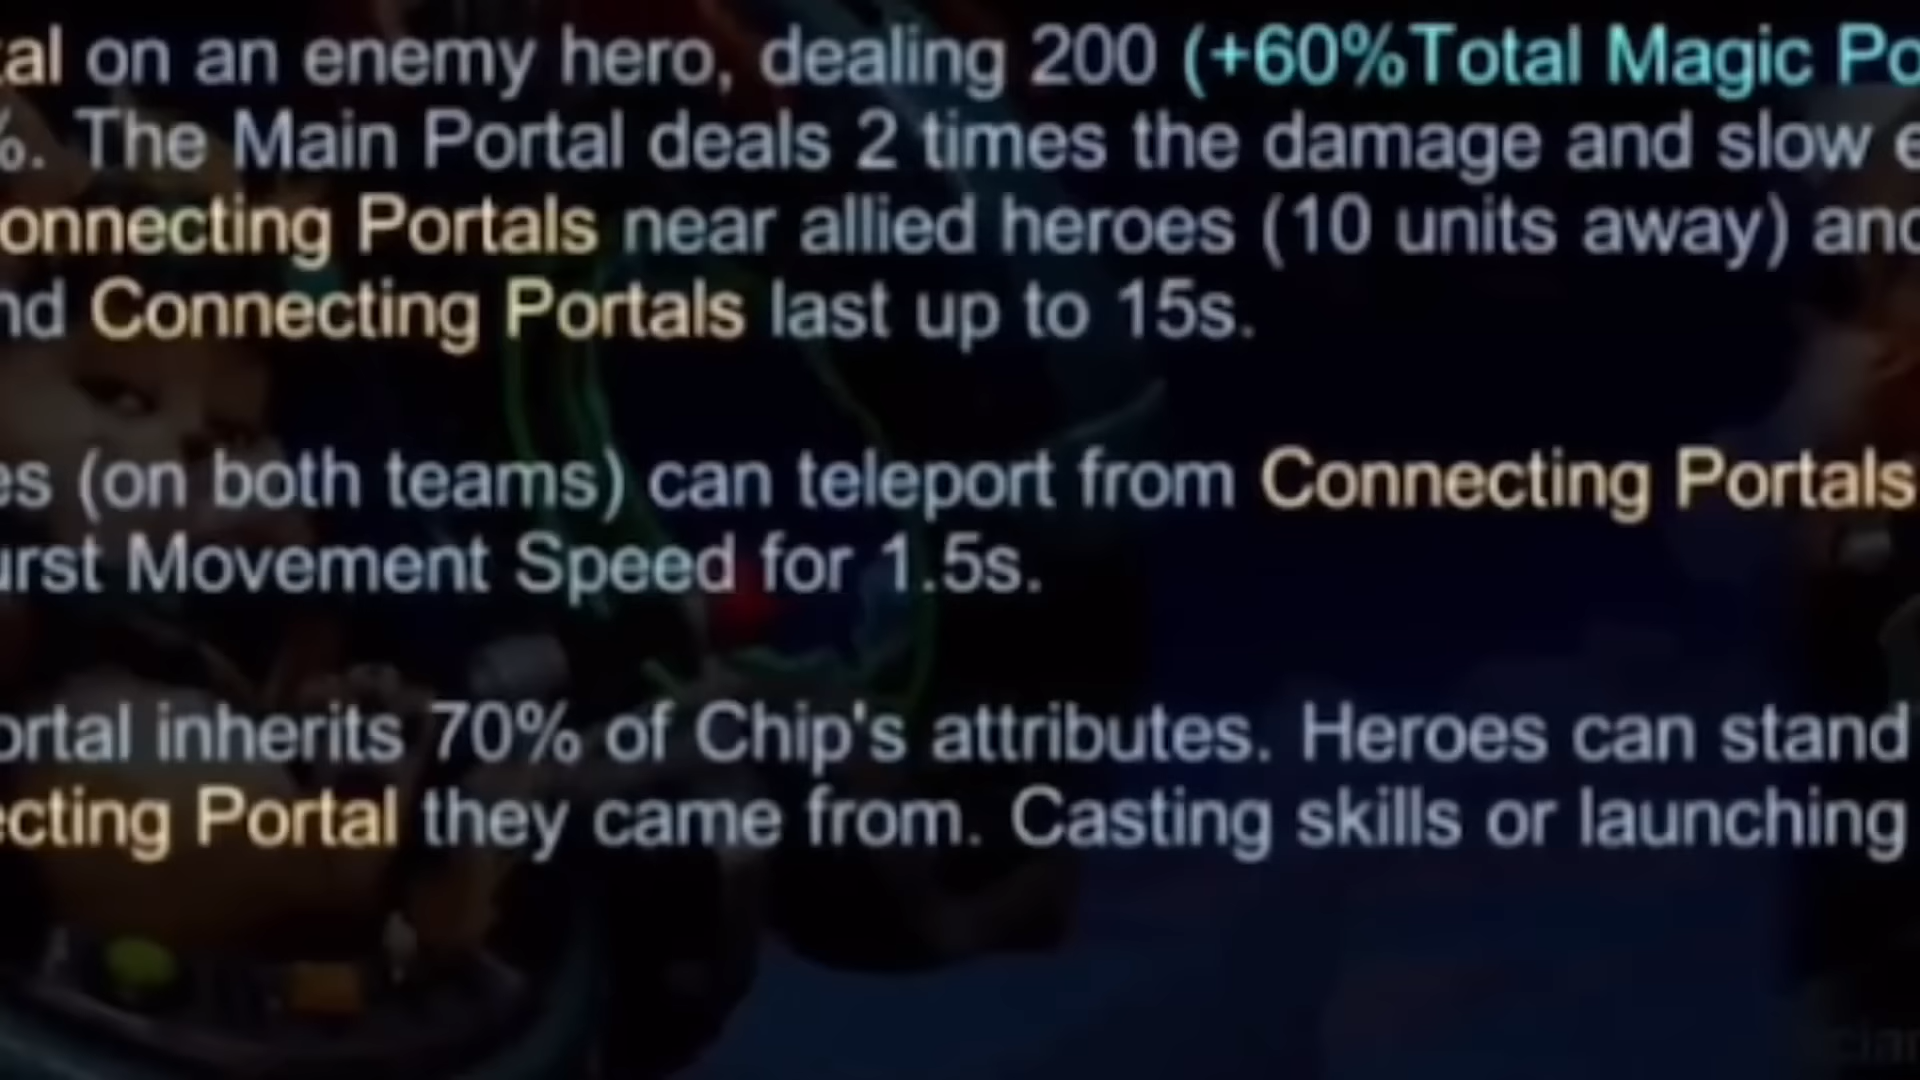 tal on an enemy hero, dealing 200 (+60%Total Magic Po
%. The Main Portal deals 2 times the damage and slow e
onnecting Portals near allied heroes (10 units away) and
nd Connecting Portals last up to 15s.
es (on both teams) can teleport from Connecting Portals
urst Movement Speed for 1.5s.
ortal inherits 70% of Chip's attributes. Heroes can stand
ecting Portal they came from. Casting skills or launching